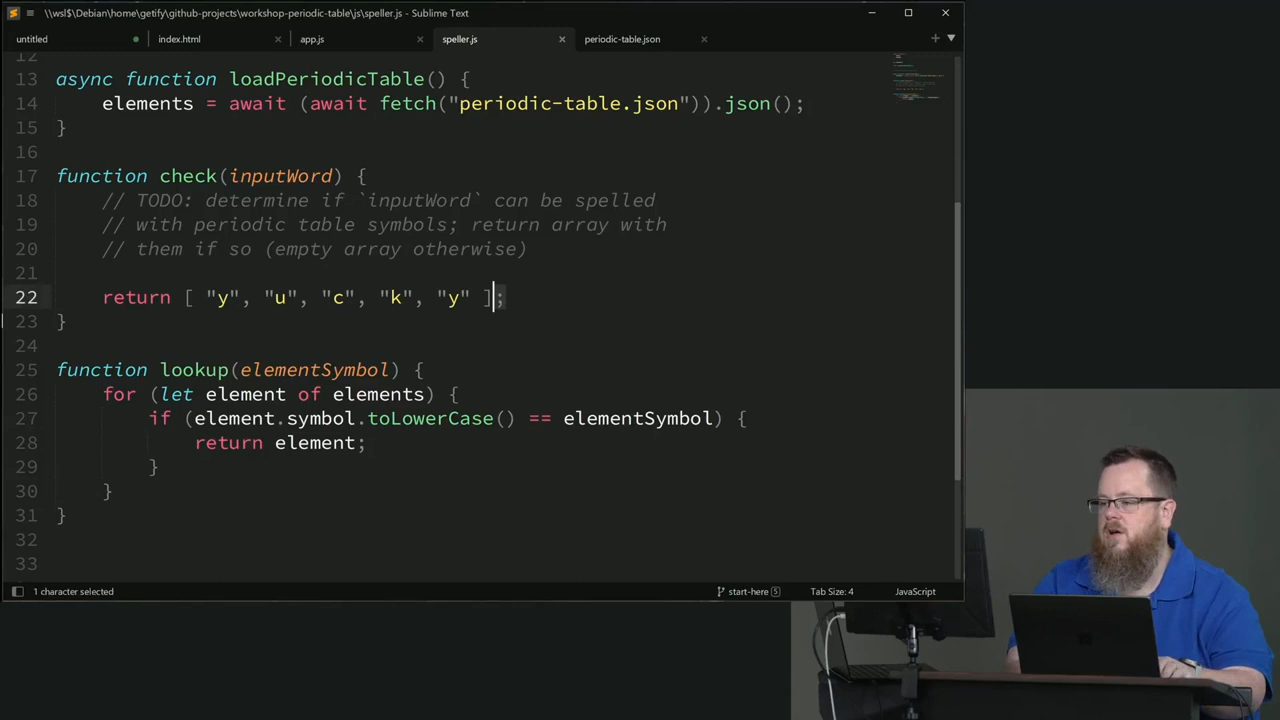 \\wsl$\Debian\home\getify\github-projects\workshop-periodic-table\js\speller.js - Sublime Text
untitled
index.html
app.js
speller.js
periodic-table.json
12
13 async function loadPeriodicTable() {
14 elements = await (await fetch("periodic-table.json")).json();
15 }
16
17 function check(inputWord) {
18 // TODO: determine if `inputWord` can be spelled
19 // with periodic table symbols; return array with
20 // them if so (empty array otherwise)
21
22 return [ "y", "u", "c", "k", "y" ];
23 }
24
25 function lookup(elementSymbol) {
26 for (let element of elements) {
27 if (element.symbol.toLowerCase() == elementSymbol) {
28 return element;
29 }
30 }
31 }
32
33
1 character selected
start-here 5
Tab Size: 4
JavaScript